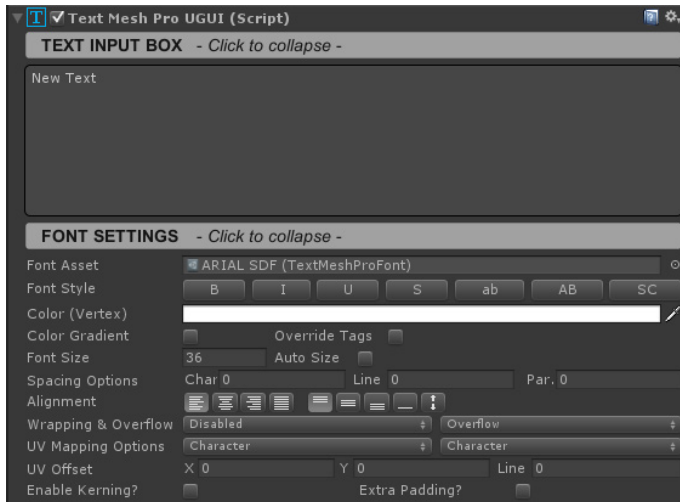 Text Mesh Pro UGUI (Script)
TEXT INPUT BOX - Click to collapse -
New Text
FONT SETTINGS - Click to collapse -
Font Asset ARIAL SDF (TextMeshProFont)
Font Style B I U S ab AB SC
Color (Vertex)
Color Gradient Override Tags
Font Size 36 Auto Size
Spacing Options Char 0 Line 0 Par. 0
Alignment
Wrapping & Overflow Disabled Overflow
UV Mapping Options Character Character
UV Offset X 0 Y 0 Line 0
Enable Kerning? Extra Padding?